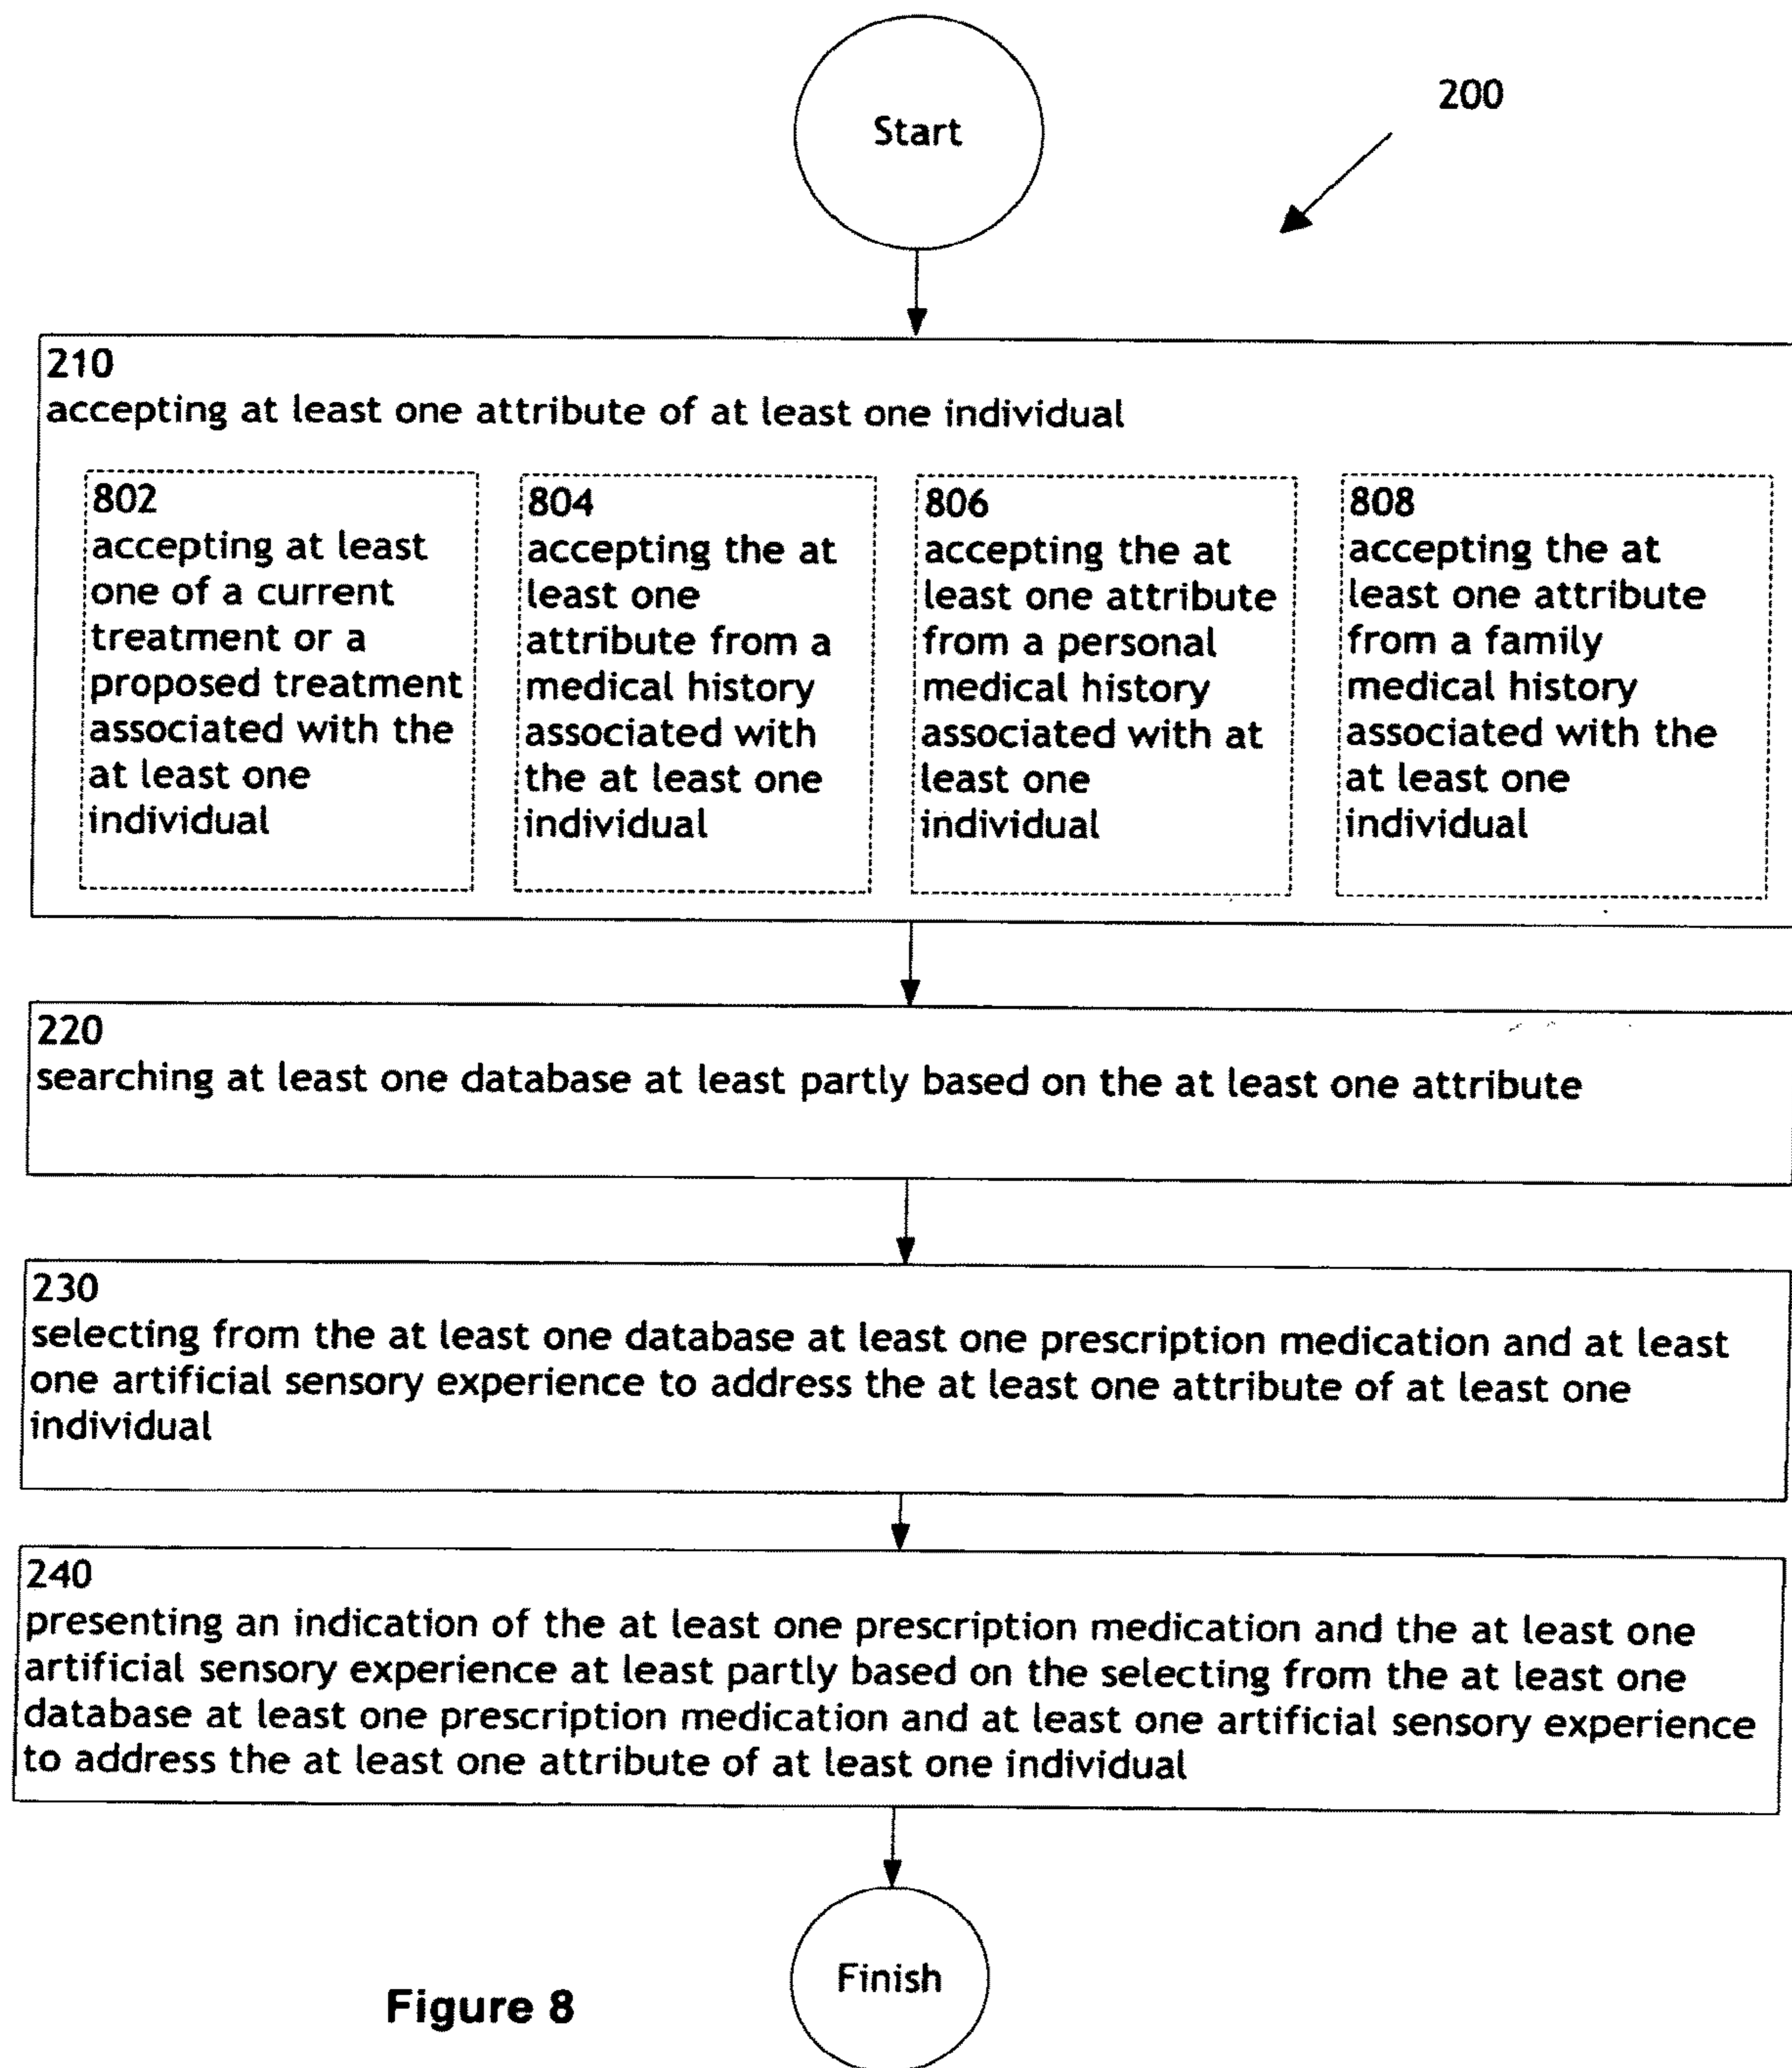 Start
200
210
accepting at least one attribute of at least one individual
802
accepting at least
one of a current
treatment or a
proposed treatment
associated with the
at least one
individual
804
accepting the at
least one
attribute from a
medical history
associated with
the at least one
individual
806
accepting the at
least one attribute
from a personal
medical history
associated with at
least one
individual
808
accepting the at
least one attribute
from a family
medical history
associated with the
at least one
individual
220
searching at least one database at least partly based on the at least one attribute
230
selecting from the at least one database at least one prescription medication and at least
one artificial sensory experience to address the at least one attribute of at least one
individual
240
presenting an indication of the at least one prescription medication and the at least one
artificial sensory experience at least partly based on the selecting from the at least one
database at least one prescription medication and at least one artificial sensory experience
to address the at least one attribute of at least one individual
Finish
Figure 8